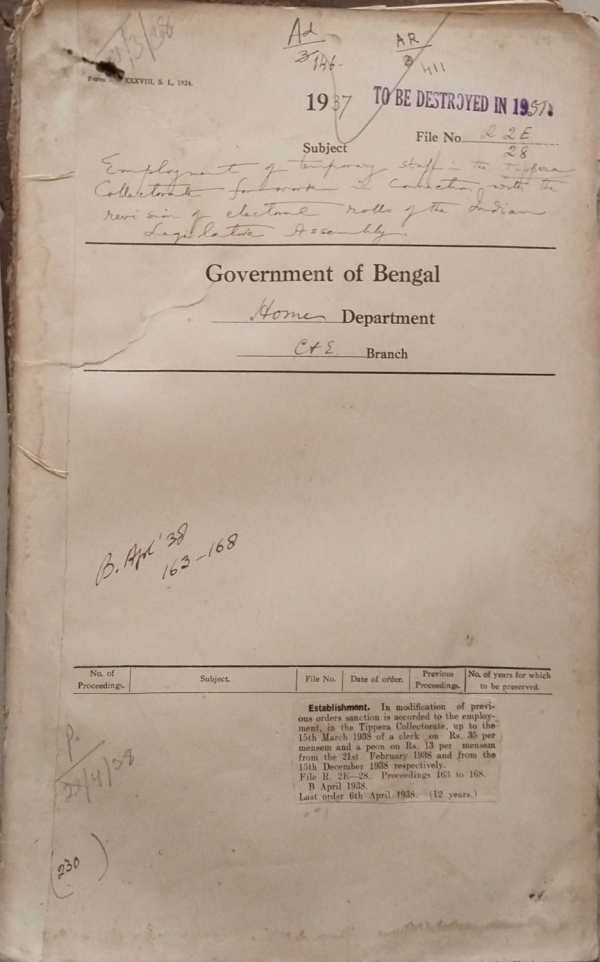 Ad
3
146.
AR
B
411
Form XXXVIII, S. L. 1924.
1937 TO BE DESTROYED IN 1951.
File No 2E
28
Subject
Employment of temporary staff in the Tippera
Collectorate for work in connection with the
revision of electoral rolls of the Indian
Legislative Assembly.
Government of Bengal
Home Department
C & E Branch
B. Apl '38
163-168
No. of Proceedings. Subject. File No. Date of order. Previous Proceedings. No. of years for which to be preserved.
Establishment. In modification of previ-
ous orders sanction is accorded to the employ-
ment, in the Tippera Collectorate, up to the
15th March 1938 of a clerk on Rs. 35 per
mensem and a peon on Rs. 13 per mensem
from the 21st February 1938 and from the
15th December 1938 respectively.
File R. 2E—28. Proceedings 163 to 168.
B April 1938.
Last order 6th April 1938. (12 years.)
P.
28/4/38
(230)